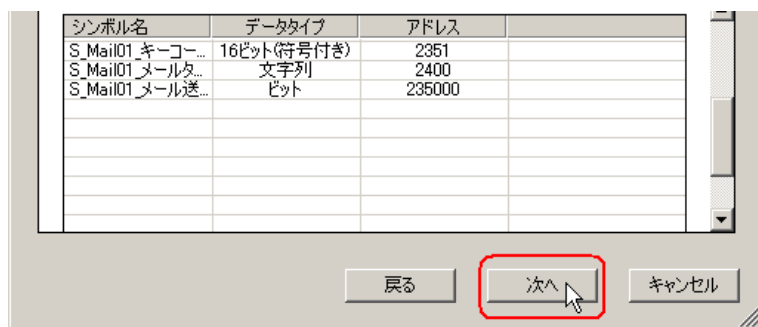 シンボル名 データタイプ アドレス
S_Mail01_キーコー... 16ビット(符号付き) 2351
S_Mail01_メールタ... 文字列 2400
S_Mail01_メール送... ビット 235000
戻る 次へ キャンセル